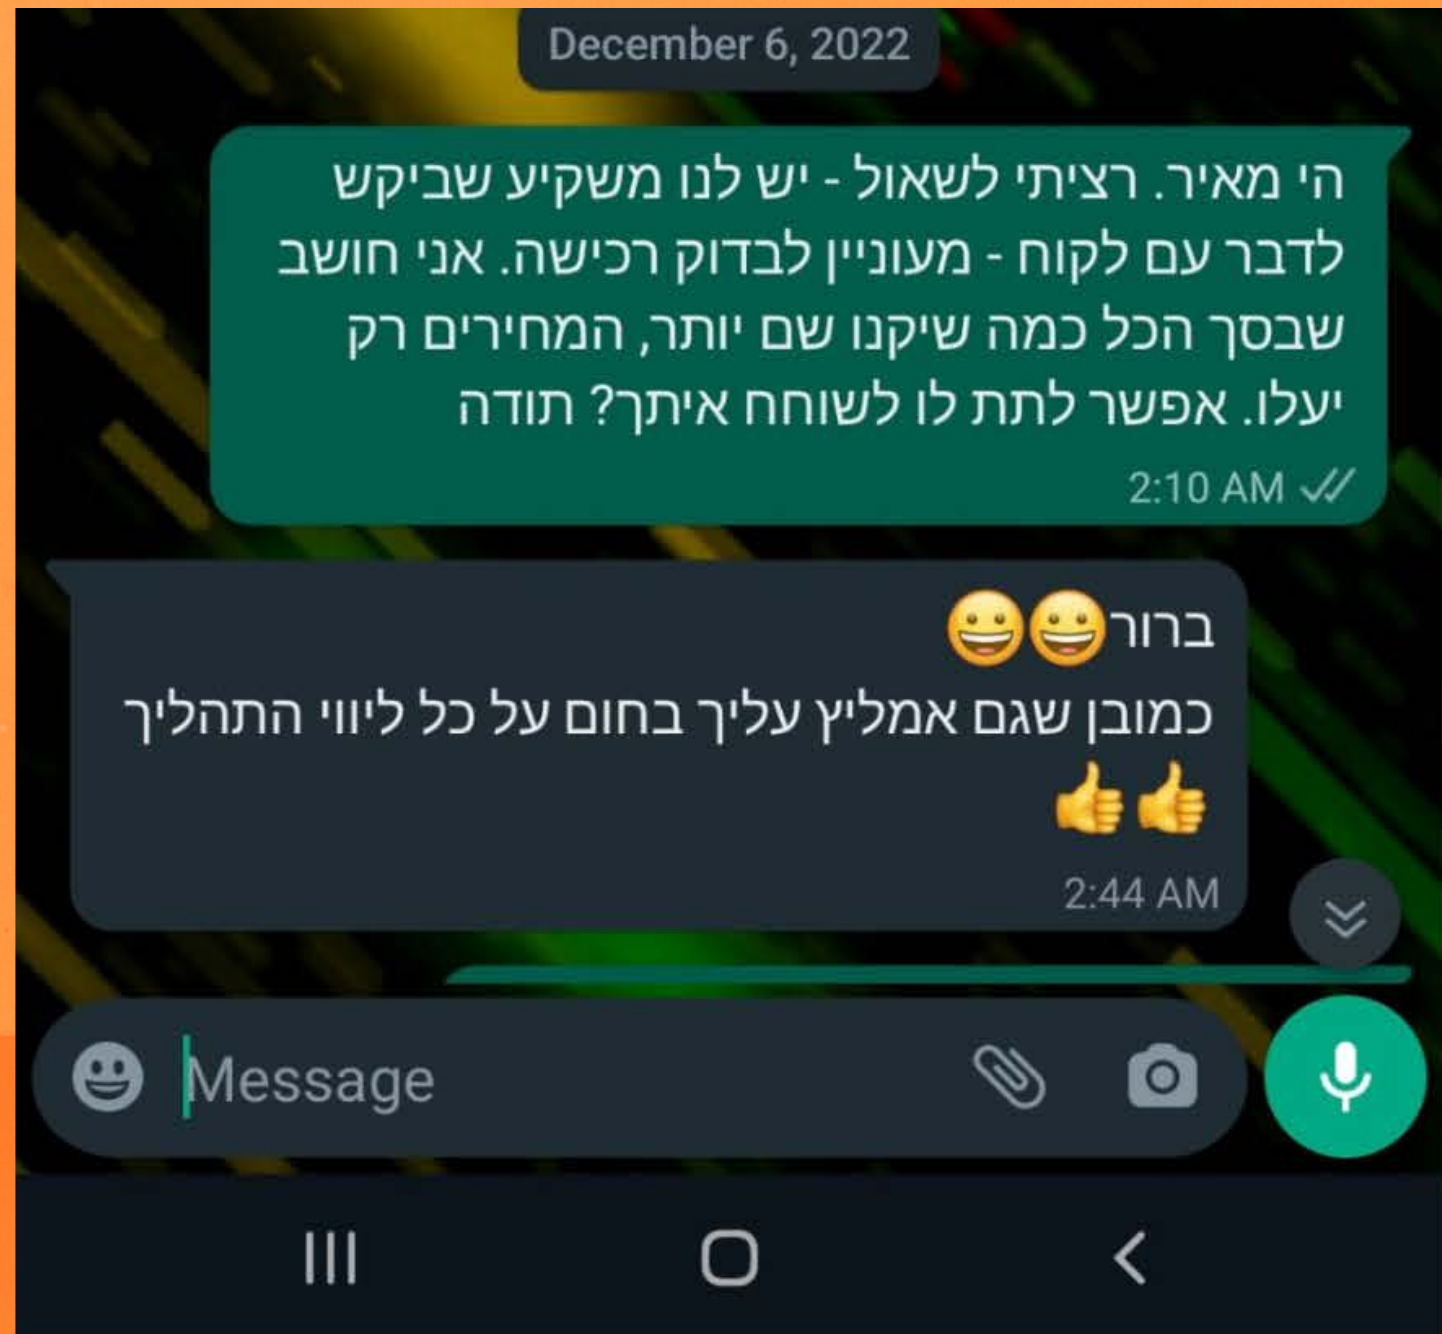 December 6, 2022
הי מאיר. רציתי לשאול - יש לנו משקיע שביקש
לדבר עם לקוח - מעוניין לבדוק רכישה. אני חושב
שבסך הכל כמה שיקנו שם יותר, המחירים רק
יעלו. אפשר לתת לו לשוחח איתך? תודה
2:10 AM
ברור😀😀
כמובן שגם אמליץ עליך בחום על כל ליווי התהליך
👍👍
2:44 AM
Message